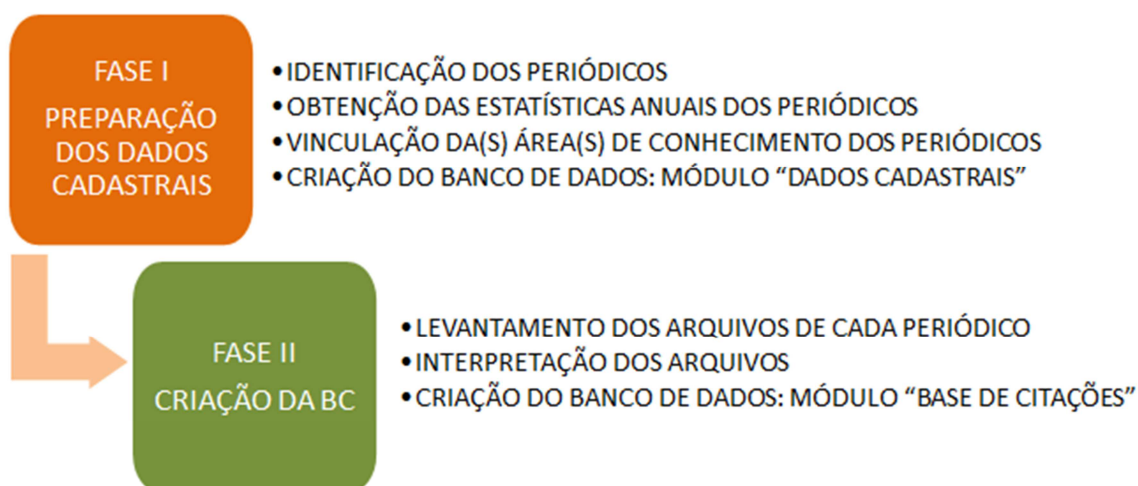 FASE I
PREPARAÇÃO
DOS DADOS
CADASTRAIS
•IDENTIFICAÇÃO DOS PERIÓDICOS
•OBTENÇÃO DAS ESTATÍSTICAS ANUAIS DOS PERIÓDICOS
•VINCULAÇÃO DA(S) ÁREA(S) DE CONHECIMENTO DOS PERIÓDICOS
•CRIAÇÃO DO BANCO DE DADOS: MÓDULO “DADOS CADASTRAIS”
FASE II
CRIAÇÃO DA BC
•LEVANTAMENTO DOS ARQUIVOS DE CADA PERIÓDICO
•INTERPRETAÇÃO DOS ARQUIVOS
•CRIAÇÃO DO BANCO DE DADOS: MÓDULO “BASE DE CITAÇÕES”